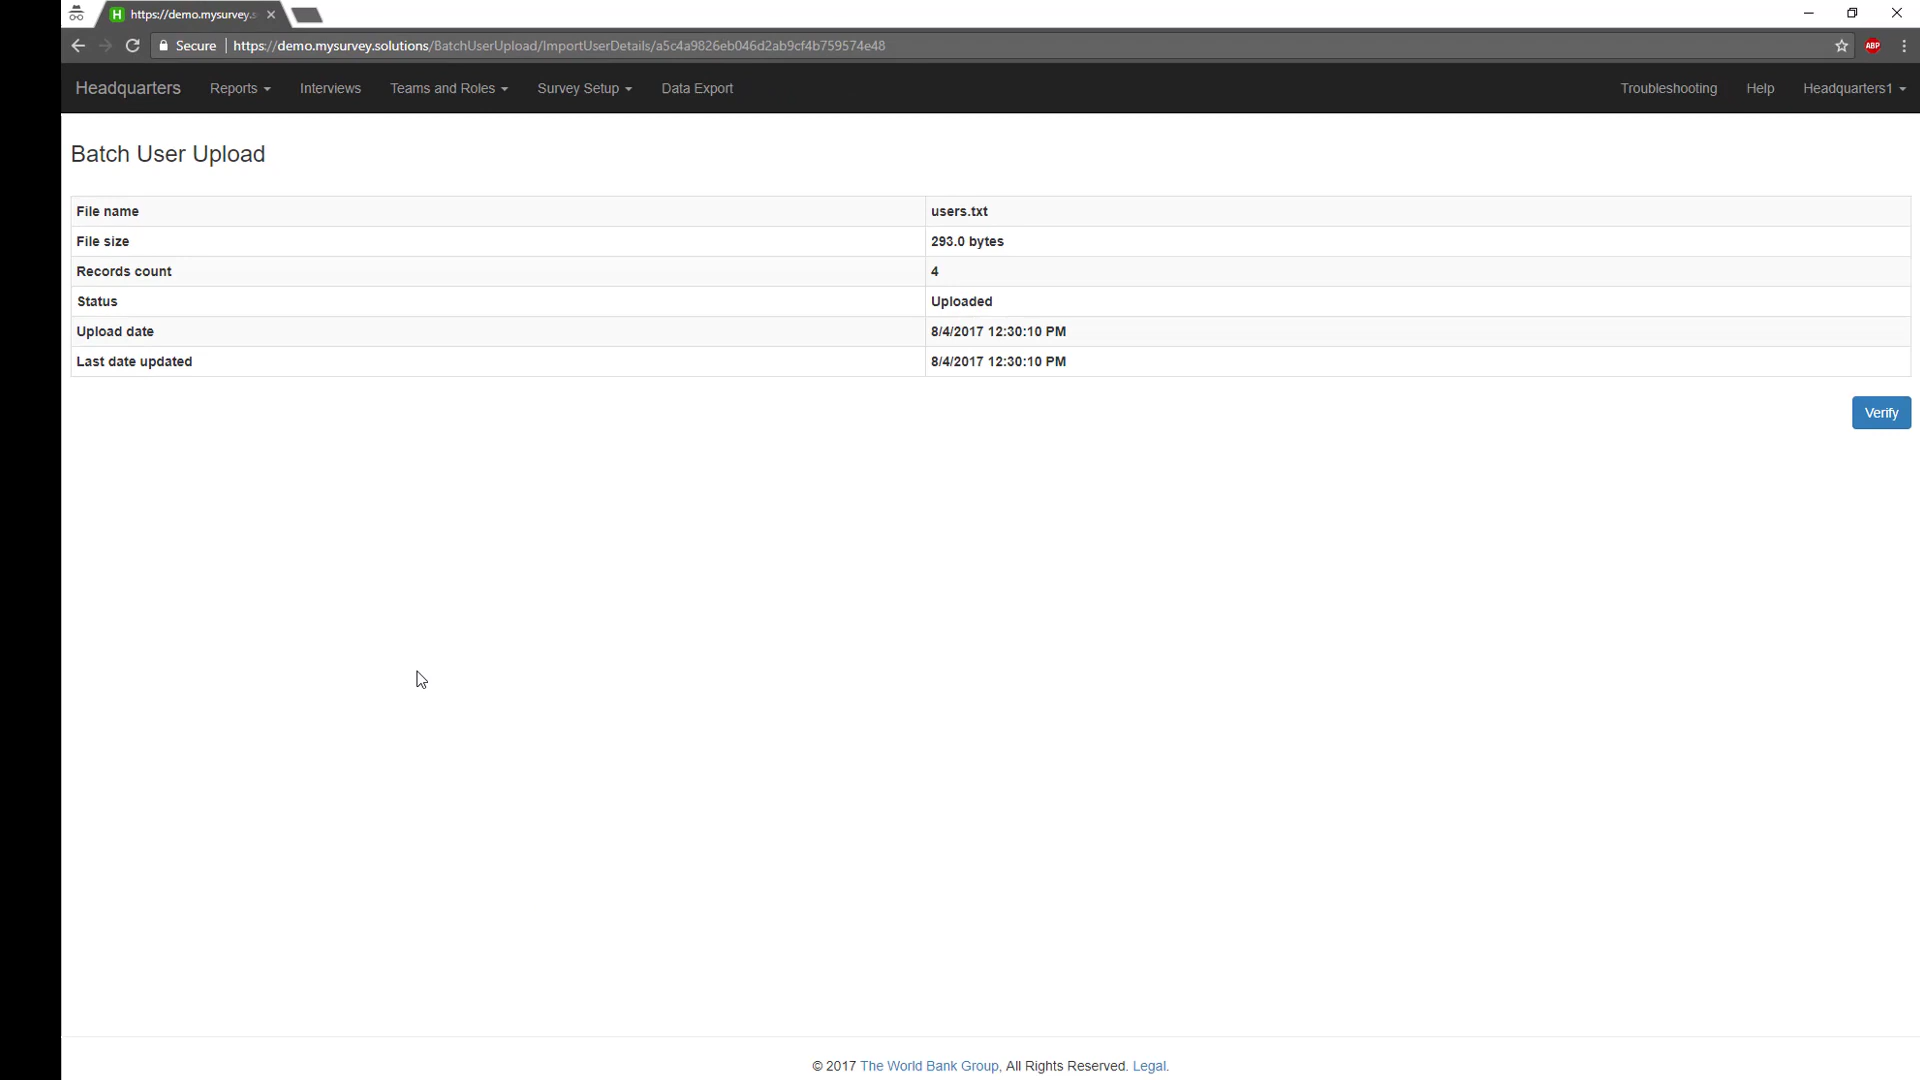 https://demo.mysurvey.s
Secure https://demo.mysurvey.solutions/BatchUserUpload/ImportUserDetails/a5c4a9826eb046d2ab9cf4b759574e48 ABP
Headquarters Reports Interviews Teams and Roles Survey Setup Data Export Troubleshooting Help Headquarters1
Batch User Upload
File name users.txt
File size 293.0 bytes
Records count 4
Status Uploaded
Upload date 8/4/2017 12:30:10 PM
Last date updated 8/4/2017 12:30:10 PM
Verify
© 2017 The World Bank Group, All Rights Reserved. Legal.